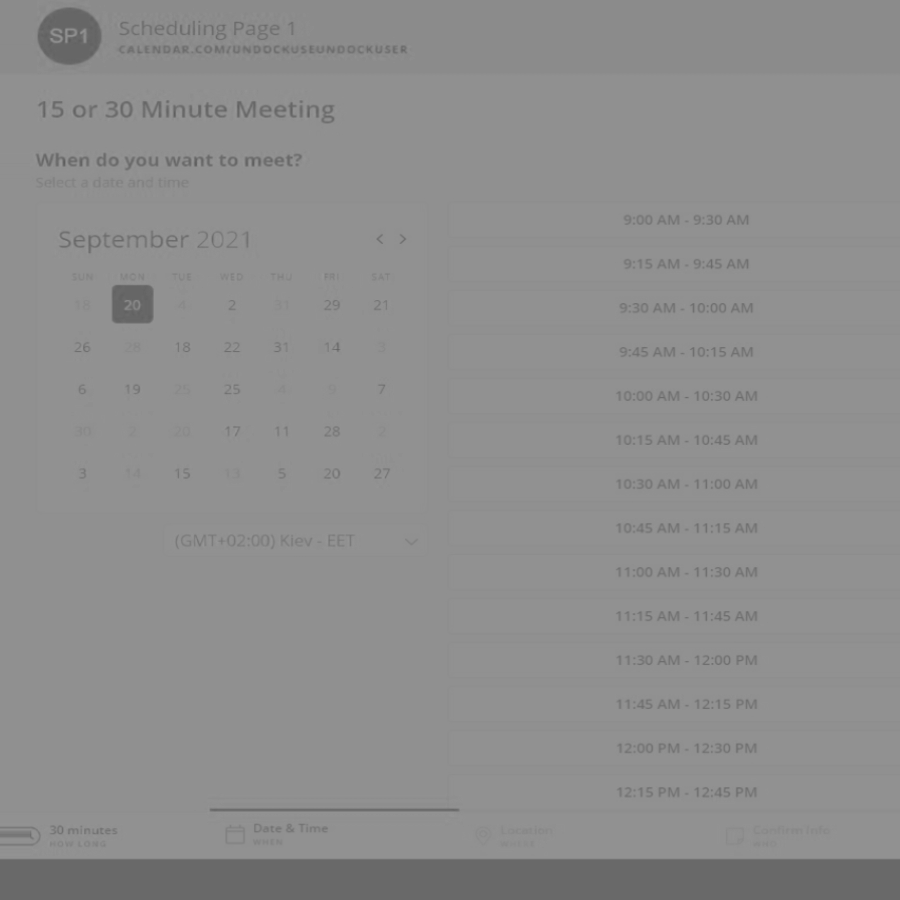 SP1
Scheduling Page 1
CALENDAR.COM/UNDOCKUSEUNDOCKUSER
15 or 30 Minute Meeting
When do you want to meet?
Select a date and time
September 2021
SUN MON TUE WED THU FRI SAT
18 20 4 2 31 29 21
26 28 18 22 31 14 3
6 19 25 25 4 9 7
30 2 20 17 11 28 2
3 14 15 13 5 20 27
(GMT+02:00) Kiev - EET
9:00 AM - 9:30 AM
9:15 AM - 9:45 AM
9:30 AM - 10:00 AM
9:45 AM - 10:15 AM
10:00 AM - 10:30 AM
10:15 AM - 10:45 AM
10:30 AM - 11:00 AM
10:45 AM - 11:15 AM
11:00 AM - 11:30 AM
11:15 AM - 11:45 AM
11:30 AM - 12:00 PM
11:45 AM - 12:15 PM
12:00 PM - 12:30 PM
12:15 PM - 12:45 PM
30 minutes
HOW LONG
Date & Time
WHEN
Location
WHERE
Confirm Info
WHO